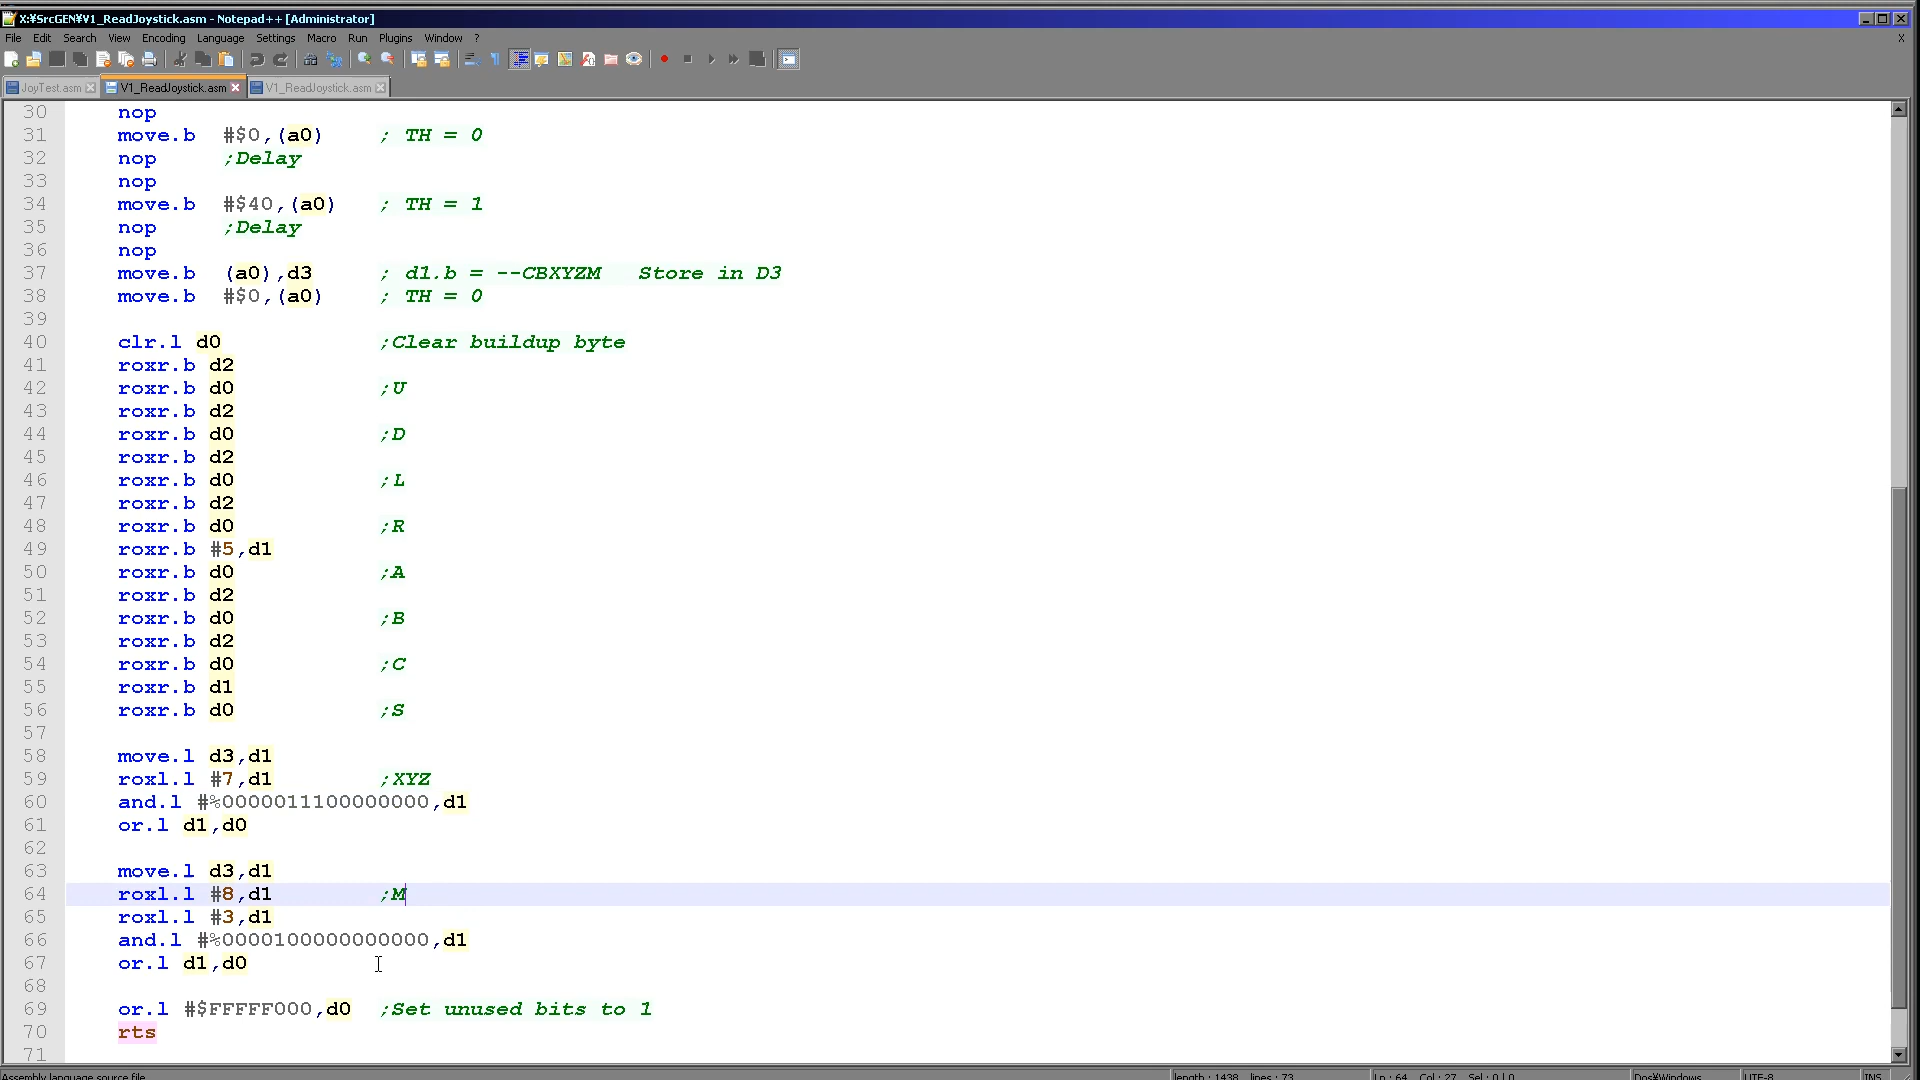 X:¥SrcGEN¥V1_ReadJoystick.asm - Notepad++ [Administrator]
File Edit Search View Encoding Language Settings Macro Run Plugins Window ? X
JoyTest.asm V1_ReadJoystick.asm V1_ReadJoystick.asm
30 nop
31 move.b #$0,(a0) ; TH = 0
32 nop ;Delay
33 nop
34 move.b #$40,(a0) ; TH = 1
35 nop ;Delay
36 nop
37 move.b (a0),d3 ; d1.b = --CBXYZM Store in D3
38 move.b #$0,(a0) ; TH = 0
39
40 clr.l d0 ;Clear buildup byte
41 roxr.b d2
42 roxr.b d0 ;U
43 roxr.b d2
44 roxr.b d0 ;D
45 roxr.b d2
46 roxr.b d0 ;L
47 roxr.b d2
48 roxr.b d0 ;R
49 roxr.b #5,d1
50 roxr.b d0 ;A
51 roxr.b d2
52 roxr.b d0 ;B
53 roxr.b d2
54 roxr.b d0 ;C
55 roxr.b d1
56 roxr.b d0 ;S
57
58 move.l d3,d1
59 roxl.l #7,d1 ;XYZ
60 and.l #%0000011100000000,d1
61 or.l d1,d0
62
63 move.l d3,d1
64 roxl.l #8,d1 ;M
65 roxl.l #3,d1
66 and.l #%0000100000000000,d1
67 or.l d1,d0
68
69 or.l #$FFFFF000,d0 ;Set unused bits to 1
70 rts
71
Assembly language source file length : 1438 lines : 73 Ln : 64 Col : 27 Sel : 0 | 0 Dos¥Windows UTF-8 INS